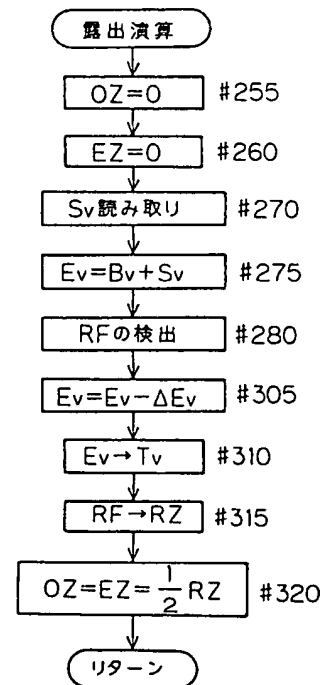 露出演算
OZ=0 #255
EZ=0 #260
Sv読み取り #270
Ev=Bv+Sv #275
RFの検出 #280
Ev=Ev-ΔEv #305
Ev→Tv #310
RF→RZ #315
OZ=EZ=1/2 RZ #320
リターン